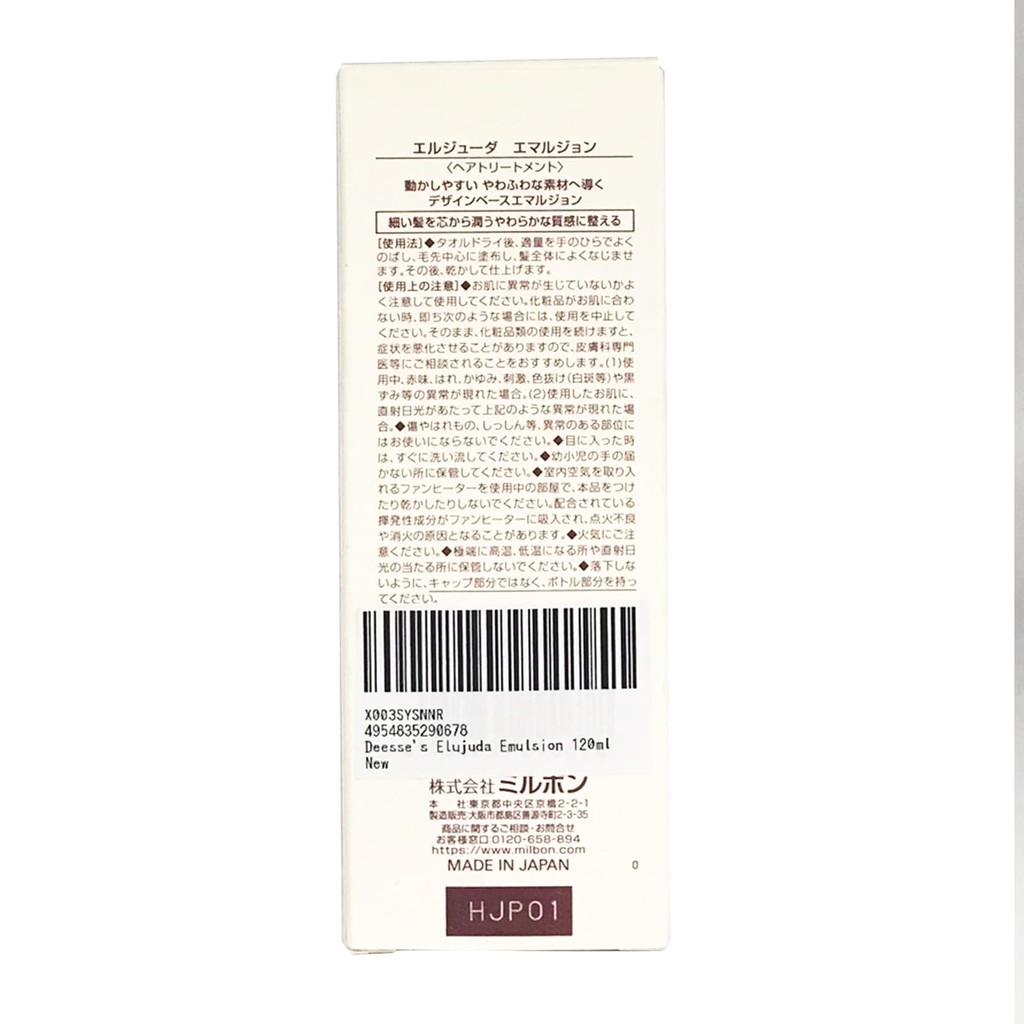 エルジューダ エマルジョン
〈ヘアトリートメント〉
動かしやすい やわふわな素材へ導く
デザインベースエマルジョン
細い髪を芯から潤うやわらかな質感に整える
[使用法]◆タオルドライ後、適量を手のひらでよく
のばし、毛先中心に塗布し、髪全体によくなじませ
ます。その後、乾かして仕上げます。
[使用上の注意]◆お肌に異常が生じていないかよ
く注意して使用してください。化粧品がお肌に合わ
ない時、即ち次のような場合には、使用を中止して
ください。そのまま、化粧品類の使用を続けますと、
症状を悪化させることがありますので、皮膚科専門
医等にご相談されることをおすすめします。(1)使
用中、赤味、はれ、かゆみ、刺激、色抜け(白斑等)や黒
ずみ等の異常が現れた場合。(2)使用したお肌に、
直射日光があたって上記のような異常が現れた場
合。◆傷やはれもの、しっしん等、異常のある部位に
はお使いにならないでください。◆目に入った時
は、すぐに洗い流してください。◆幼小児の手の届
かない所に保管してください。◆室内空気を取り入
れるファンヒーターを使用中の部屋で、本品をつけ
たり乾かしたりしないでください。配合されている
揮発性成分がファンヒーターに吸入され、点火不良
や消火の原因となることがあります。◆火気にご注
意ください。◆極端に高温、低温になる所や直射日
光の当たる所に保管しないでください。◆落下しな
いように、キャップ部分ではなく、ボトル部分を持っ
てください。
X003SYSNNR
4954835290678
Deesse's Elujuda Emulsion 120ml
New
株式会社 ミルボン
本 社:東京都中央区京橋2-2-1
製造販売:大阪市都島区善源寺町2-3-35
商品に関するご相談・お問合せ
お客様窓口 0120-658-894
https://www.milbon.com
MADE IN JAPAN
0
HJP01